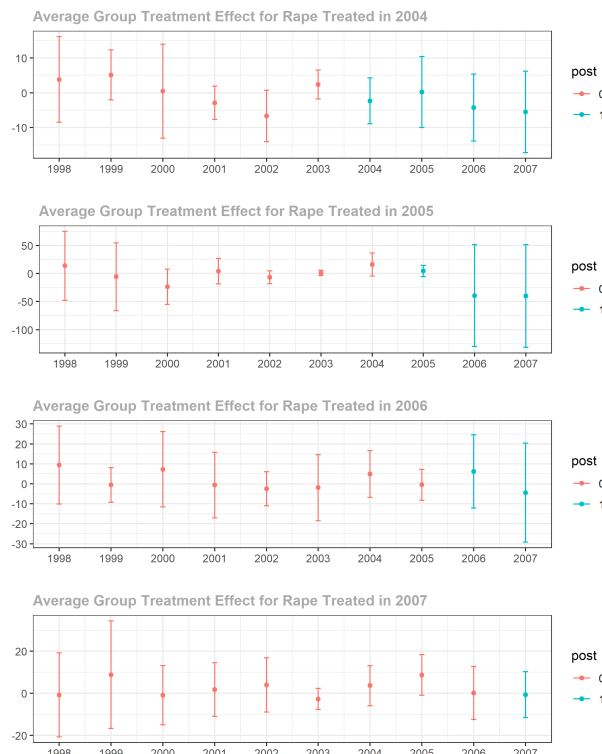 Average Group Treatment Effect for Rape Treated in 2004
10
0
-10
1998 1999 2000 2001 2002 2003 2004 2005 2006 2007
post
0
1
Average Group Treatment Effect for Rape Treated in 2005
50
0
-50
-100
1998 1999 2000 2001 2002 2003 2004 2005 2006 2007
post
0
1
Average Group Treatment Effect for Rape Treated in 2006
30
20
10
0
-10
-20
-30
1998 1999 2000 2001 2002 2003 2004 2005 2006 2007
post
0
1
Average Group Treatment Effect for Rape Treated in 2007
20
0
-20
1998 1999 2000 2001 2002 2003 2004 2005 2006 2007
post
0
1